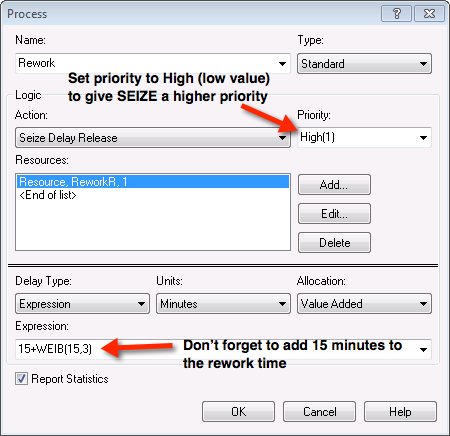 Process
Name:
Type:
Rework
Standard
Set priority to High (low value)
to give SEIZE a higher priority
Logic
Action:
Priority:
Seize Delay Release
High(1)
Resources:
Resource, ReworkR, 1
<End of list>
Add...
Edit...
Delete
Delay Type:
Units:
Allocation:
Expression
Minutes
Value Added
Expression:
15+WEIB(15,3)
Don't forget to add 15 minutes to
the rework time
Report Statistics
OK
Cancel
Help